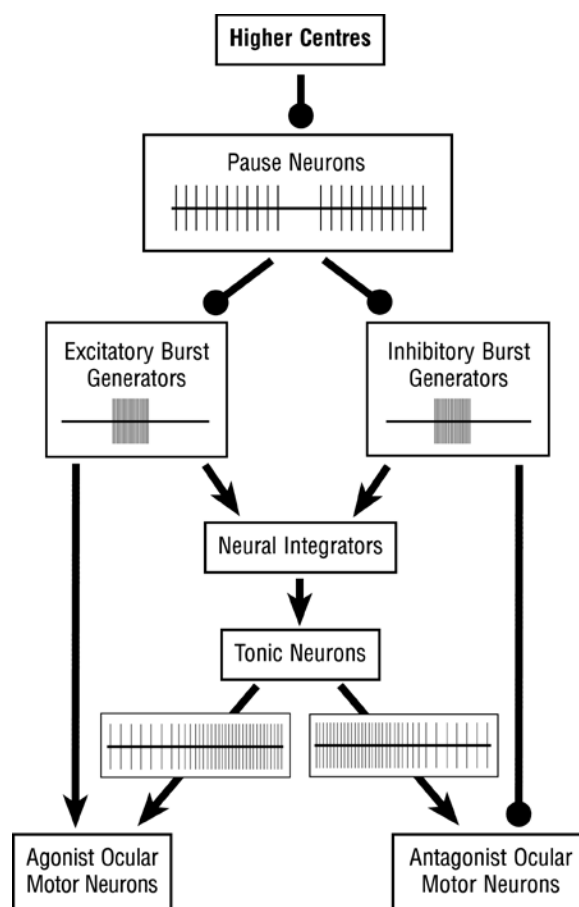 Higher Centres
Pause Neurons
Excitatory Burst
Generators
Inhibitory Burst
Generators
Neural Integrators
Tonic Neurons
Agonist Ocular
Motor Neurons
Antagonist Ocular
Motor Neurons